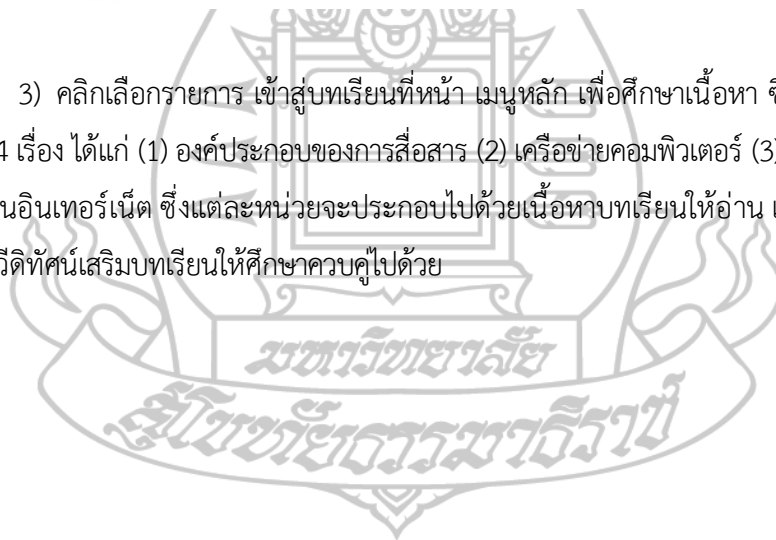 3) คลิกเลือกรายการ เข้าสู่บทเรียนที่หน้า เมนูหลัก เพื่อศึกษาเนื้อหา
4 เรื่อง ได้แก่ (1) องค์ประกอบของการสื่อสาร (2) เครือข่ายคอมพิวเตอร์ (3)
นอินเทอร์เน็ต ซึ่งแต่ละหน่วยจะประกอบไปด้วยเนื้อหาบทเรียนให้อ่าน
วีดิทัศน์เสริมบทเรียนให้ศึกษาควบคู่ไปด้วย
มหาวิทยาลัย
สุโขทัยธรรมาธิราช